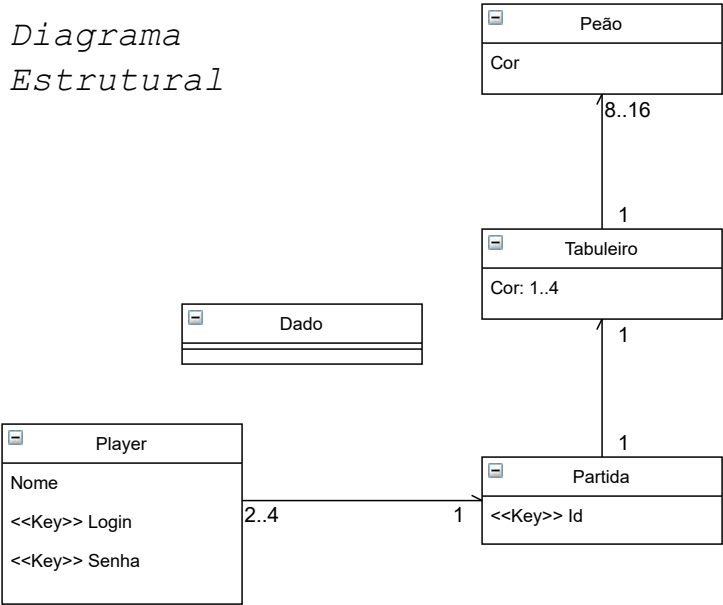 Diagrama
Estrutural
Peão
Cor
8..16
1
Tabuleiro
Cor: 1..4
1
Dado
1
Player
Nome
<<Key>> Login
<<Key>> Senha
2..4
1
Partida
<<Key>> Id